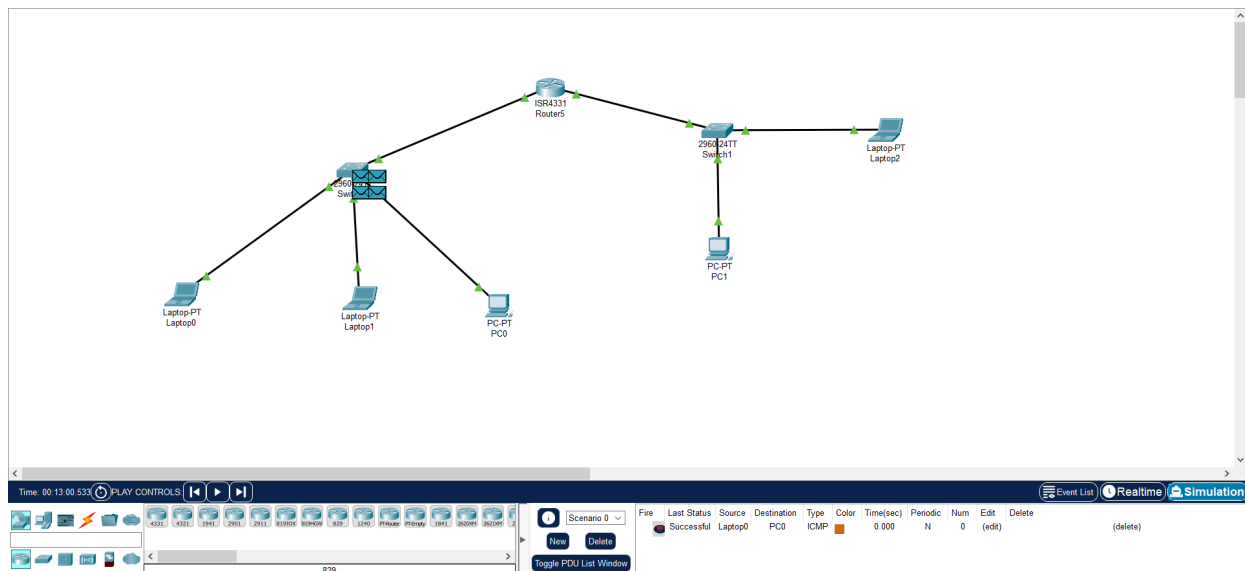 ISR4331
Router5
2960-24TT
Switch1
Laptop-PT
Laptop2
2960-24
Swit
PC-PT
PC1
Laptop-PT
Laptop0
Laptop-PT
Laptop1
PC-PT
PC0
Time: 00:13:00.533 PLAY CONTROLS: Event List Realtime Simulation
4331 4321 1941 2901 2911 819IOX 819HGW 829 1240 PT-Router PT-Empty 1841 2620XM 2621XM 2
829
Scenario 0
New Delete
Toggle PDU List Window
Fire Last Status Source Destination Type Color Time(sec) Periodic Num Edit Delete
Successful Laptop0 PC0 ICMP 0.000 N 0 (edit) (delete)